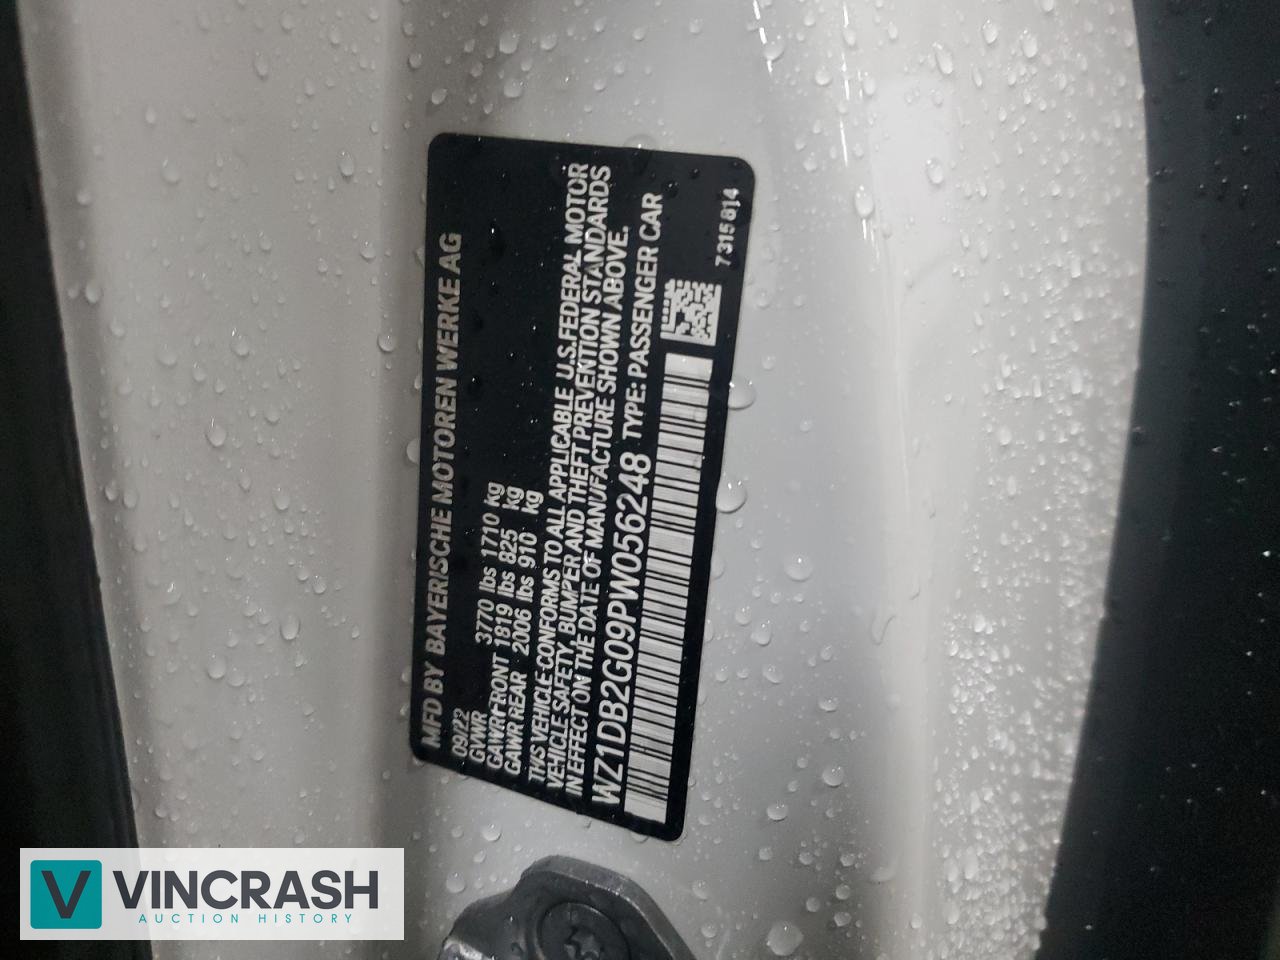 MFD BY BAYERISCHE MOTOREN WERKE AG
09/22
GVWR 3770 lbs 1710 kg
GAWR FRONT 1819 lbs 825 kg
GAWR REAR 2006 lbs 910 kg
THIS VEHICLE CONFORMS TO ALL APPLICABLE U.S.FEDERAL MOTOR
VEHICLE SAFETY, BUMPER AND THEFT PREVENTION STANDARDS
IN EFFECT ON THE DATE OF MANUFACTURE SHOWN ABOVE.
WZ1DB2G09PW056248 TYPE: PASSENGER CAR
7315814
V VINCRASH
AUCTION HISTORY